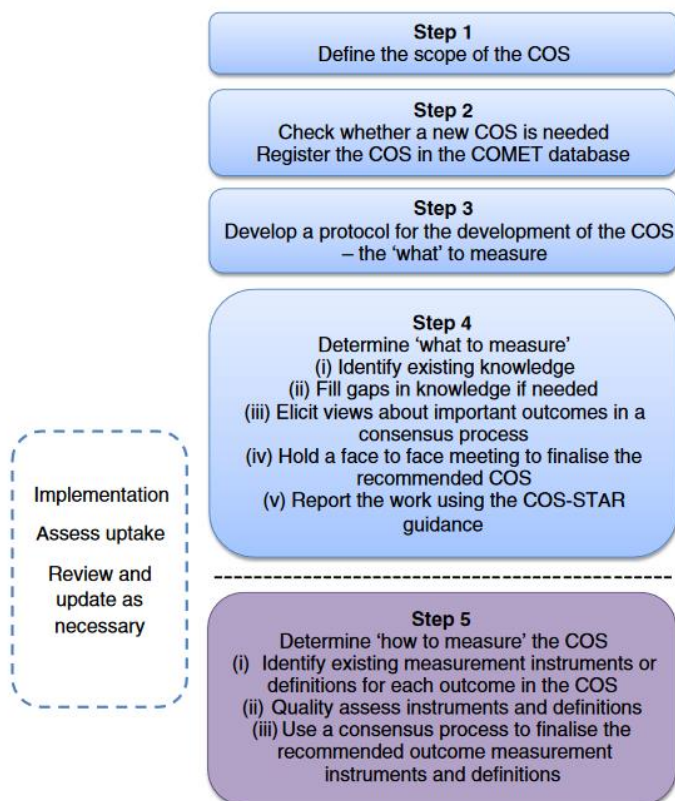 Step 1
Define the scope of the COS
Step 2
Check whether a new COS is needed
Register the COS in the COMET database
Step 3
Develop a protocol for the development of the COS
– the ‘what’ to measure
Step 4
Determine ‘what to measure’
(i) Identify existing knowledge
(ii) Fill gaps in knowledge if needed
(iii) Elicit views about important outcomes in a
consensus process
(iv) Hold a face to face meeting to finalise the
recommended COS
(v) Report the work using the COS-STAR
guidance
Implementation
Assess uptake
Review and
update as
necessary
Step 5
Determine ‘how to measure’ the COS
(i) Identify existing measurement instruments or
definitions for each outcome in the COS
(ii) Quality assess instruments and definitions
(iii) Use a consensus process to finalise the
recommended outcome measurement
instruments and definitions